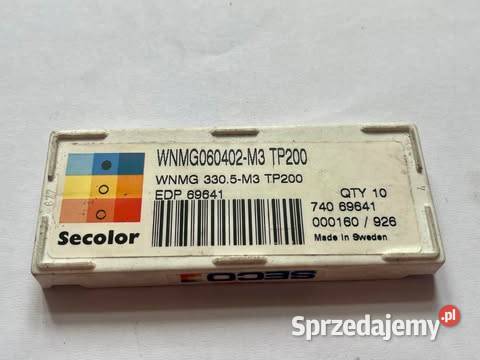 WNMG060402-M3 TP200
WNMG 330.5-M3 TP200
EDP 69641
QTY 10
740 69641
000160 / 926
Made in Sweden
Secolor
SECO
Sprzedajemy.pl